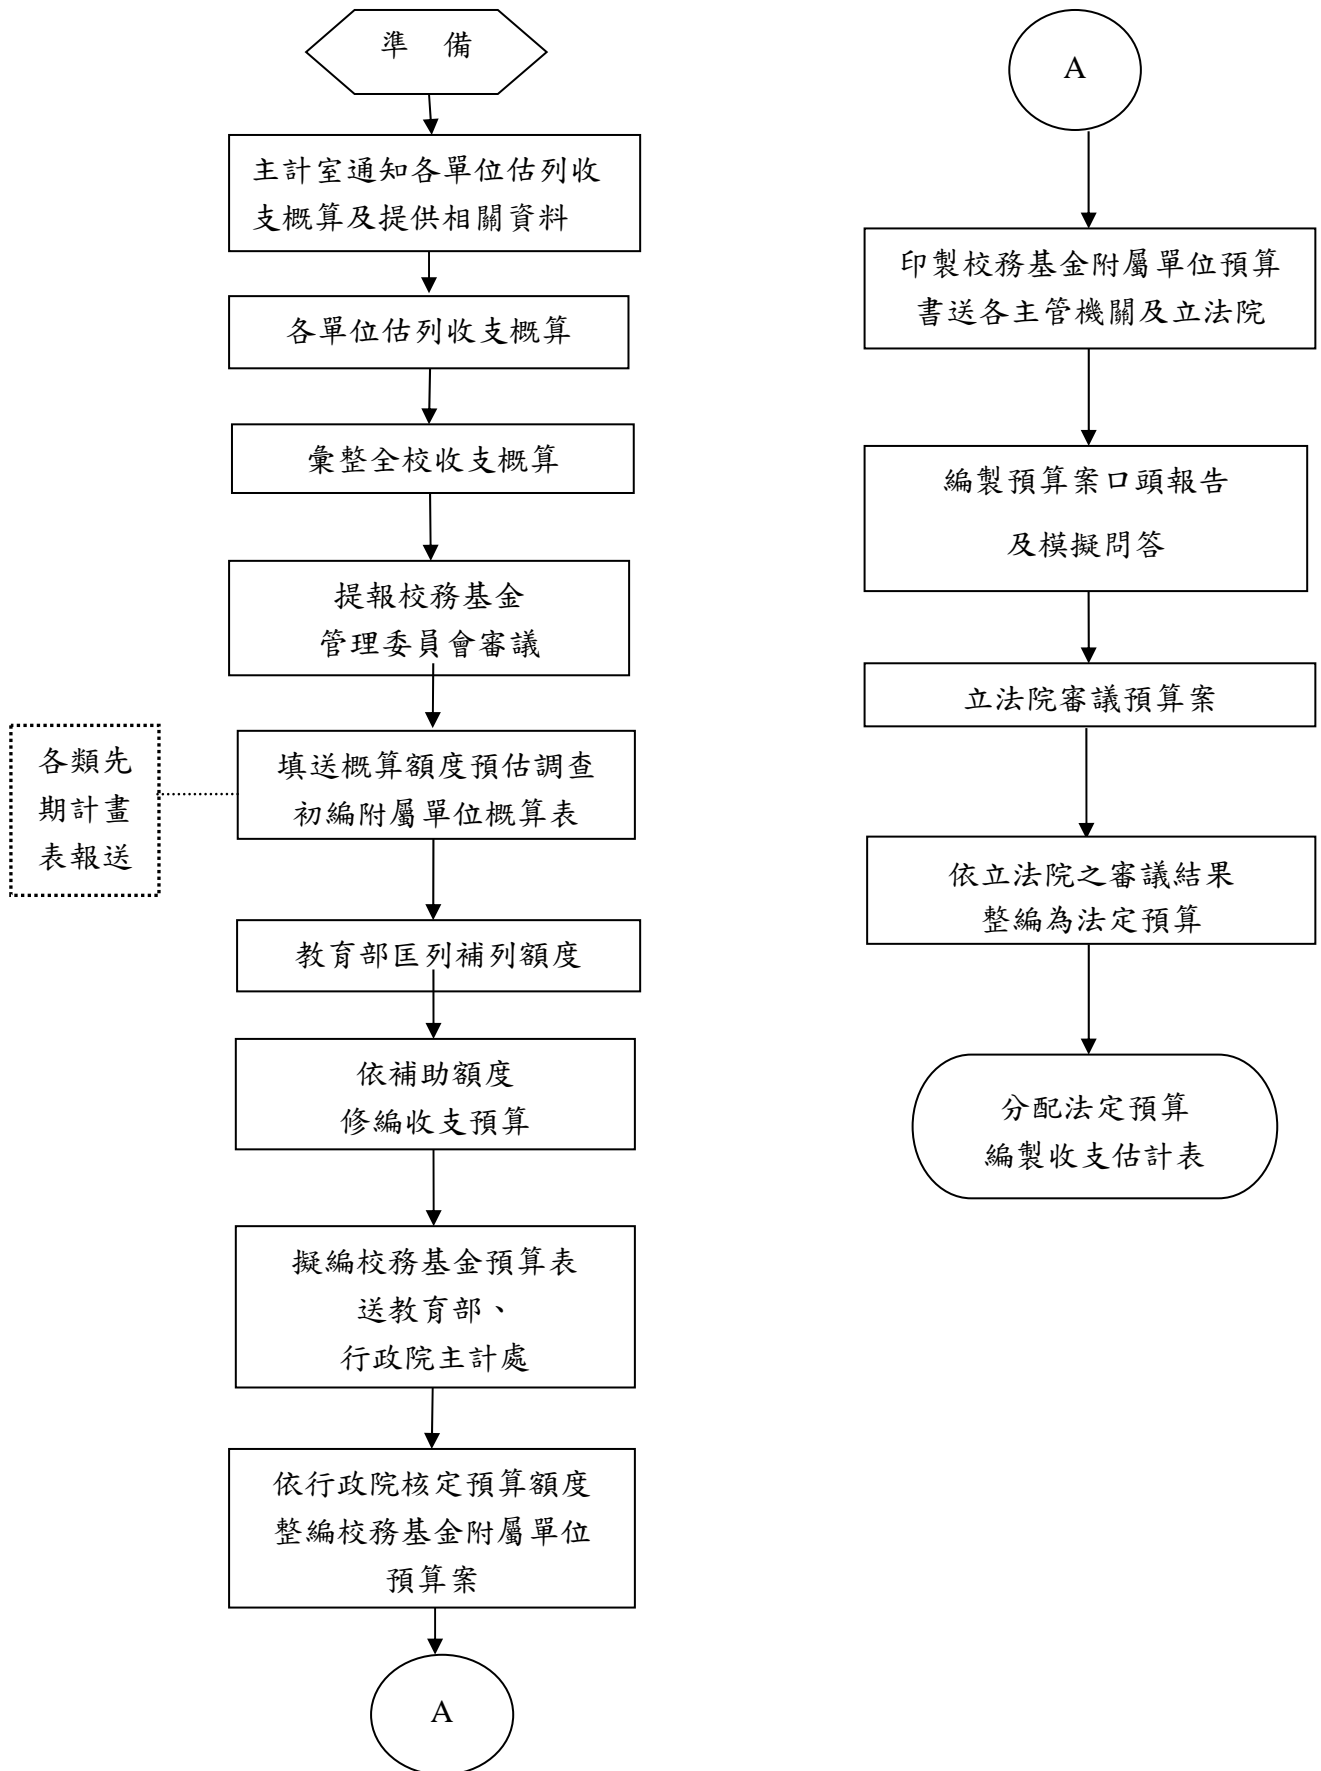 準 備
主計室通知各單位估列收
支概算及提供相關資料
各單位估列收支概算
彙整全校收支概算
提報校務基金
管理委員會審議
各類先
期計畫
表報送
填送概算額度預估調查
初編附屬單位概算表
教育部匡列補列額度
依補助額度
修編收支預算
擬編校務基金預算表
送教育部、
行政院主計處
依行政院核定預算額度
整編校務基金附屬單位
預算案
A
A
印製校務基金附屬單位預算
書送各主管機關及立法院
編製預算案口頭報告
及模擬問答
立法院審議預算案
依立法院之審議結果
整編為法定預算
分配法定預算
編製收支估計表